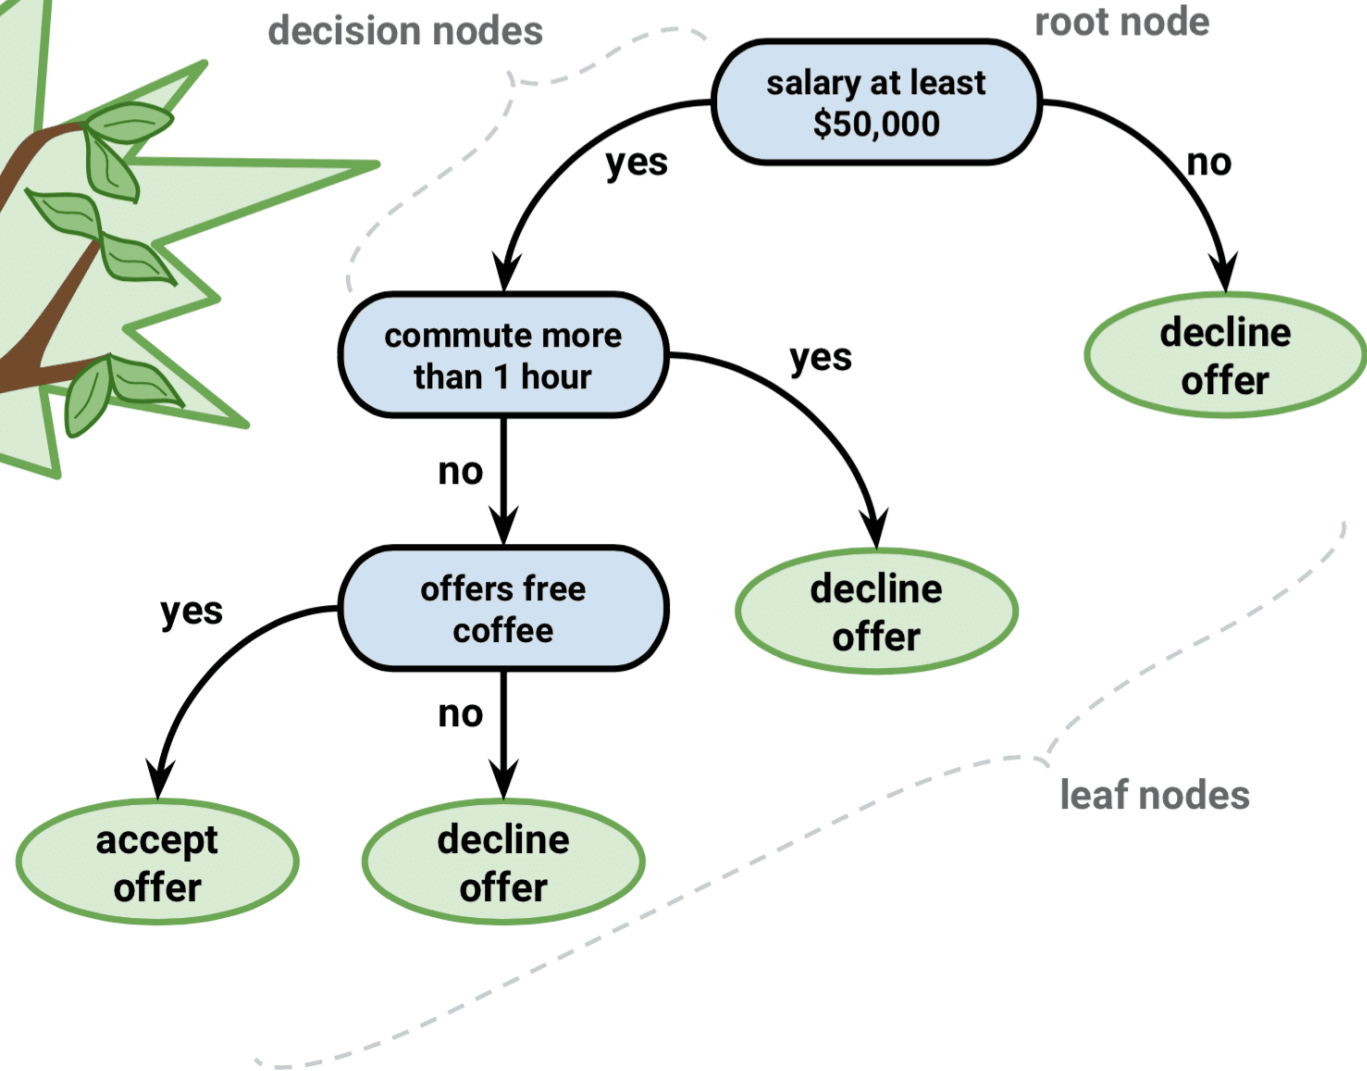 decision nodes
root node
salary at least
$50,000
yes
no
commute more
than 1 hour
yes
decline
offer
no
offers free
coffee
yes
decline
offer
no
leaf nodes
accept
offer
decline
offer